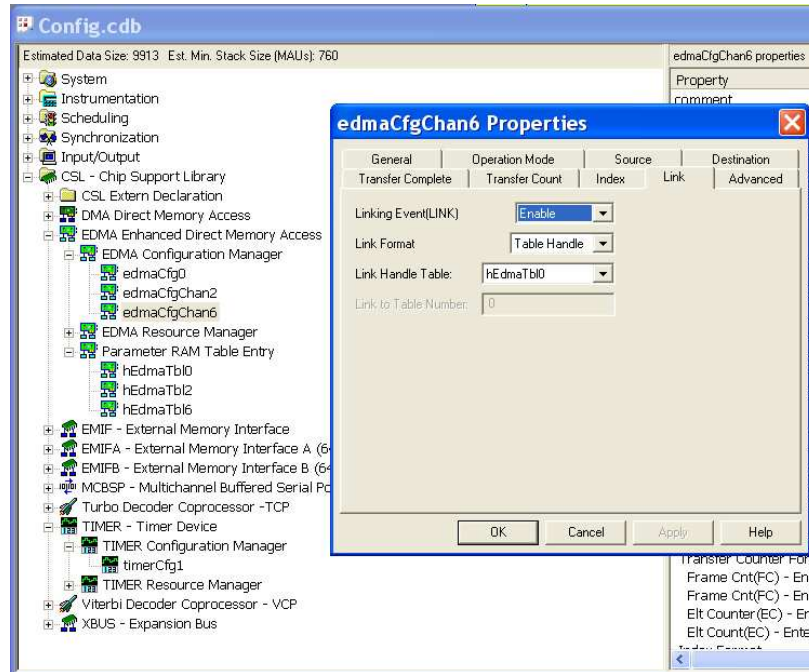 Config.cdb
Estimated Data Size: 9913 Est. Min. Stack Size (MAUs): 760
System
Instrumentation
Scheduling
Synchronization
Input/Output
CSL - Chip Support Library
CSL Extern Declaration
DMA Direct Memory Access
EDMA Enhanced Direct Memory Access
EDMA Configuration Manager
edmaCfg0
edmaCfgChan2
edmaCfgChan6
EDMA Resource Manager
Parameter RAM Table Entry
hEdmaTbl0
hEdmaTbl2
hEdmaTbl6
EMIF - External Memory Interface
EMIFA - External Memory Interface A (6
EMIFB - External Memory Interface B (6
MCBSP - Multichannel Buffered Serial Po
Turbo Decoder Coprocessor -TCP
TIMER - Timer Device
TIMER Configuration Manager
timerCfg1
TIMER Resource Manager
Viterbi Decoder Coprocessor - VCP
XBUS - Expansion Bus
edmaCfgChan6 properties
Property
comment
edmaCfgChan6 Properties
General Operation Mode Source Destination
Transfer Complete Transfer Count Index Link Advanced
Linking Event(LINK) Enable
Link Format Table Handle
Link Handle Table: hEdmaTbl0
Link to Table Number: 0
OK Cancel Apply Help
Transfer Counter For
Frame Cnt(FC) - En
Frame Cnt(FC) - En
Elt Counter(EC) - Er
Elt Count(EC) - Ente